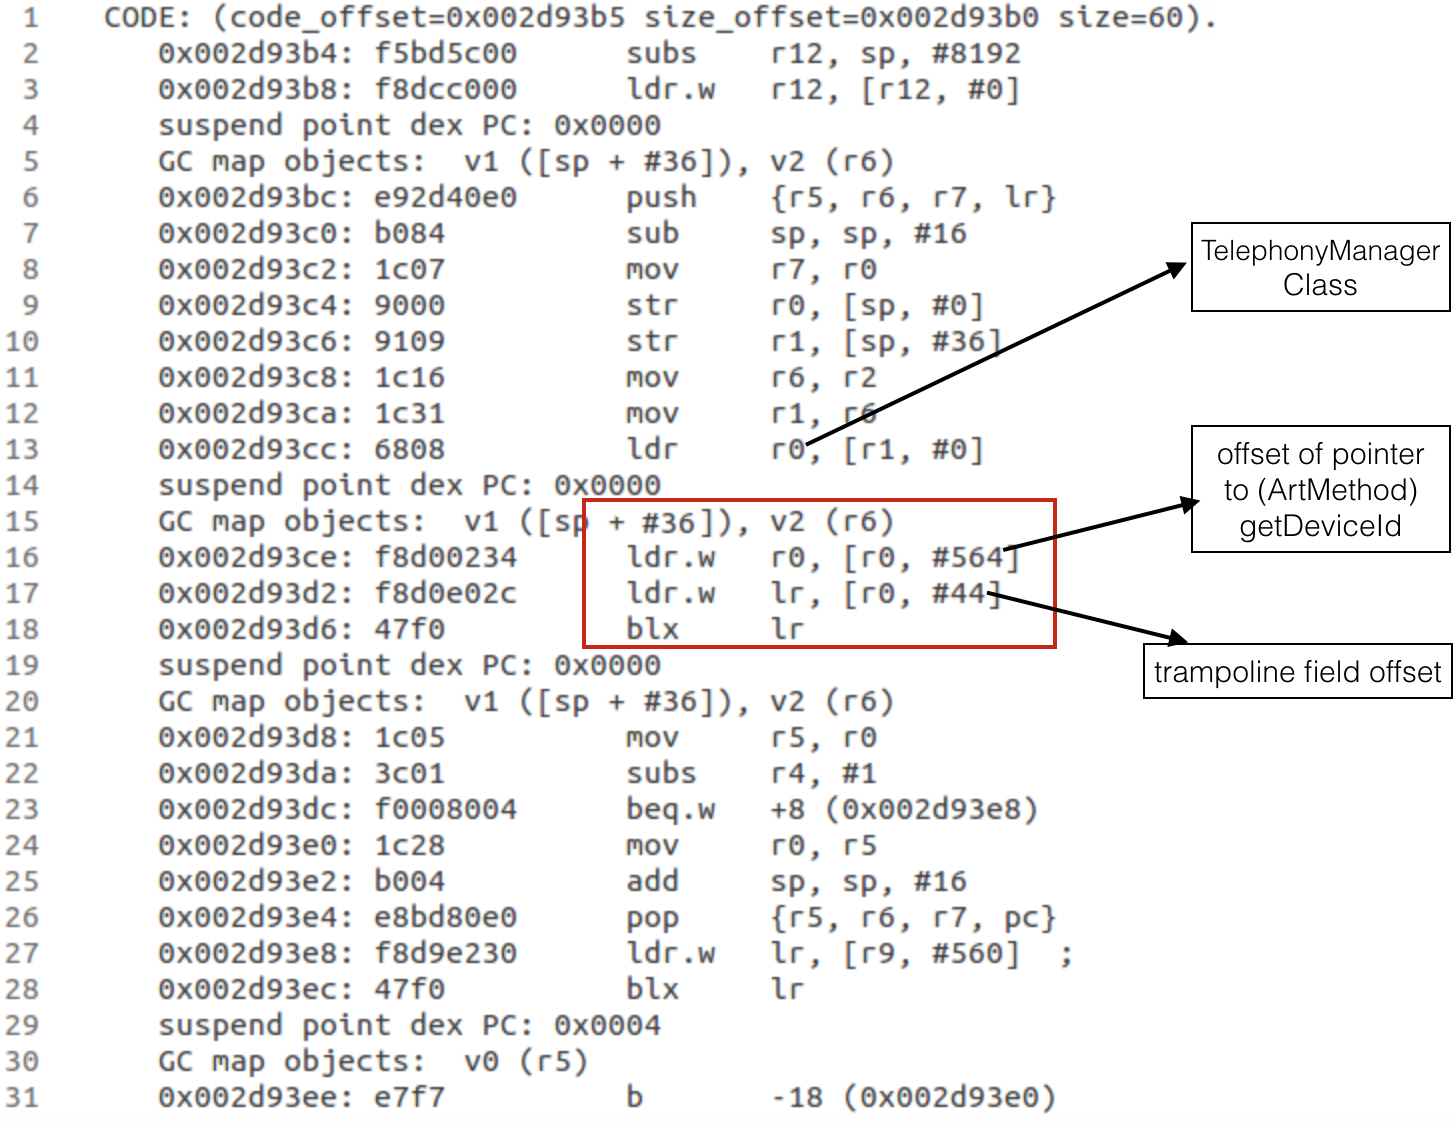 1 CODE: (code_offset=0x002d93b5 size_offset=0x002d93b0 size=60).
2 0x002d93b4: f5bd5c00 subs r12, sp, #8192
3 0x002d93b8: f8dcc000 ldr.w r12, [r12, #0]
4 suspend point dex PC: 0x0000
5 GC map objects: v1 ([sp + #36]), v2 (r6)
6 0x002d93bc: e92d40e0 push {r5, r6, r7, lr}
7 0x002d93c0: b084 sub sp, sp, #16
8 0x002d93c2: 1c07 mov r7, r0
9 0x002d93c4: 9000 str r0, [sp, #0]
10 0x002d93c6: 9109 str r1, [sp, #36]
11 0x002d93c8: 1c16 mov r6, r2
12 0x002d93ca: 1c31 mov r1, r6
13 0x002d93cc: 6808 ldr r0, [r1, #0]
14 suspend point dex PC: 0x0000
15 GC map objects: v1 ([sp + #36]), v2 (r6)
16 0x002d93ce: f8d00234 ldr.w r0, [r0, #564]
17 0x002d93d2: f8d0e02c ldr.w lr, [r0, #44]
18 0x002d93d6: 47f0 blx lr
19 suspend point dex PC: 0x0000
20 GC map objects: v1 ([sp + #36]), v2 (r6)
21 0x002d93d8: 1c05 mov r5, r0
22 0x002d93da: 3c01 subs r4, #1
23 0x002d93dc: f0008004 beq.w +8 (0x002d93e8)
24 0x002d93e0: 1c28 mov r0, r5
25 0x002d93e2: b004 add sp, sp, #16
26 0x002d93e4: e8bd80e0 pop {r5, r6, r7, pc}
27 0x002d93e8: f8d9e230 ldr.w lr, [r9, #560] ;
28 0x002d93ec: 47f0 blx lr
29 suspend point dex PC: 0x0004
30 GC map objects: v0 (r5)
31 0x002d93ee: e7f7 b -18 (0x002d93e0)
TelephonyManager
Class
offset of pointer
to (ArtMethod)
getDeviceId
trampoline field offset